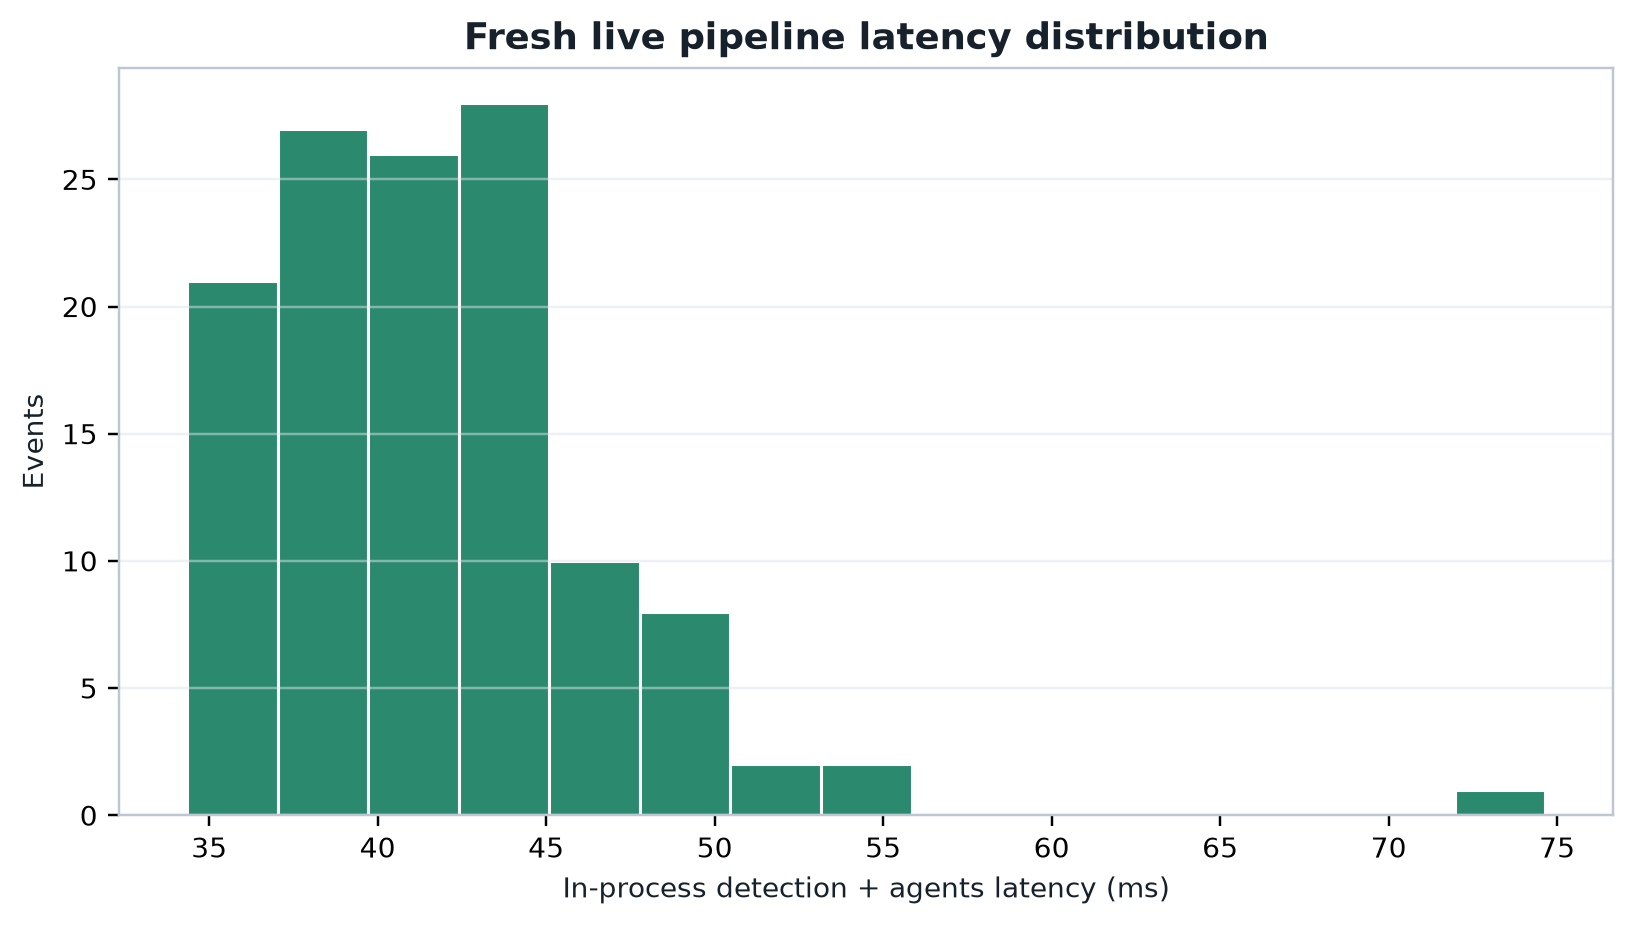 Fresh live pipeline latency distribution
Events
25
20
15
10
5
0
35 40 45 50 55 60 65 70 75
In-process detection + agents latency (ms)